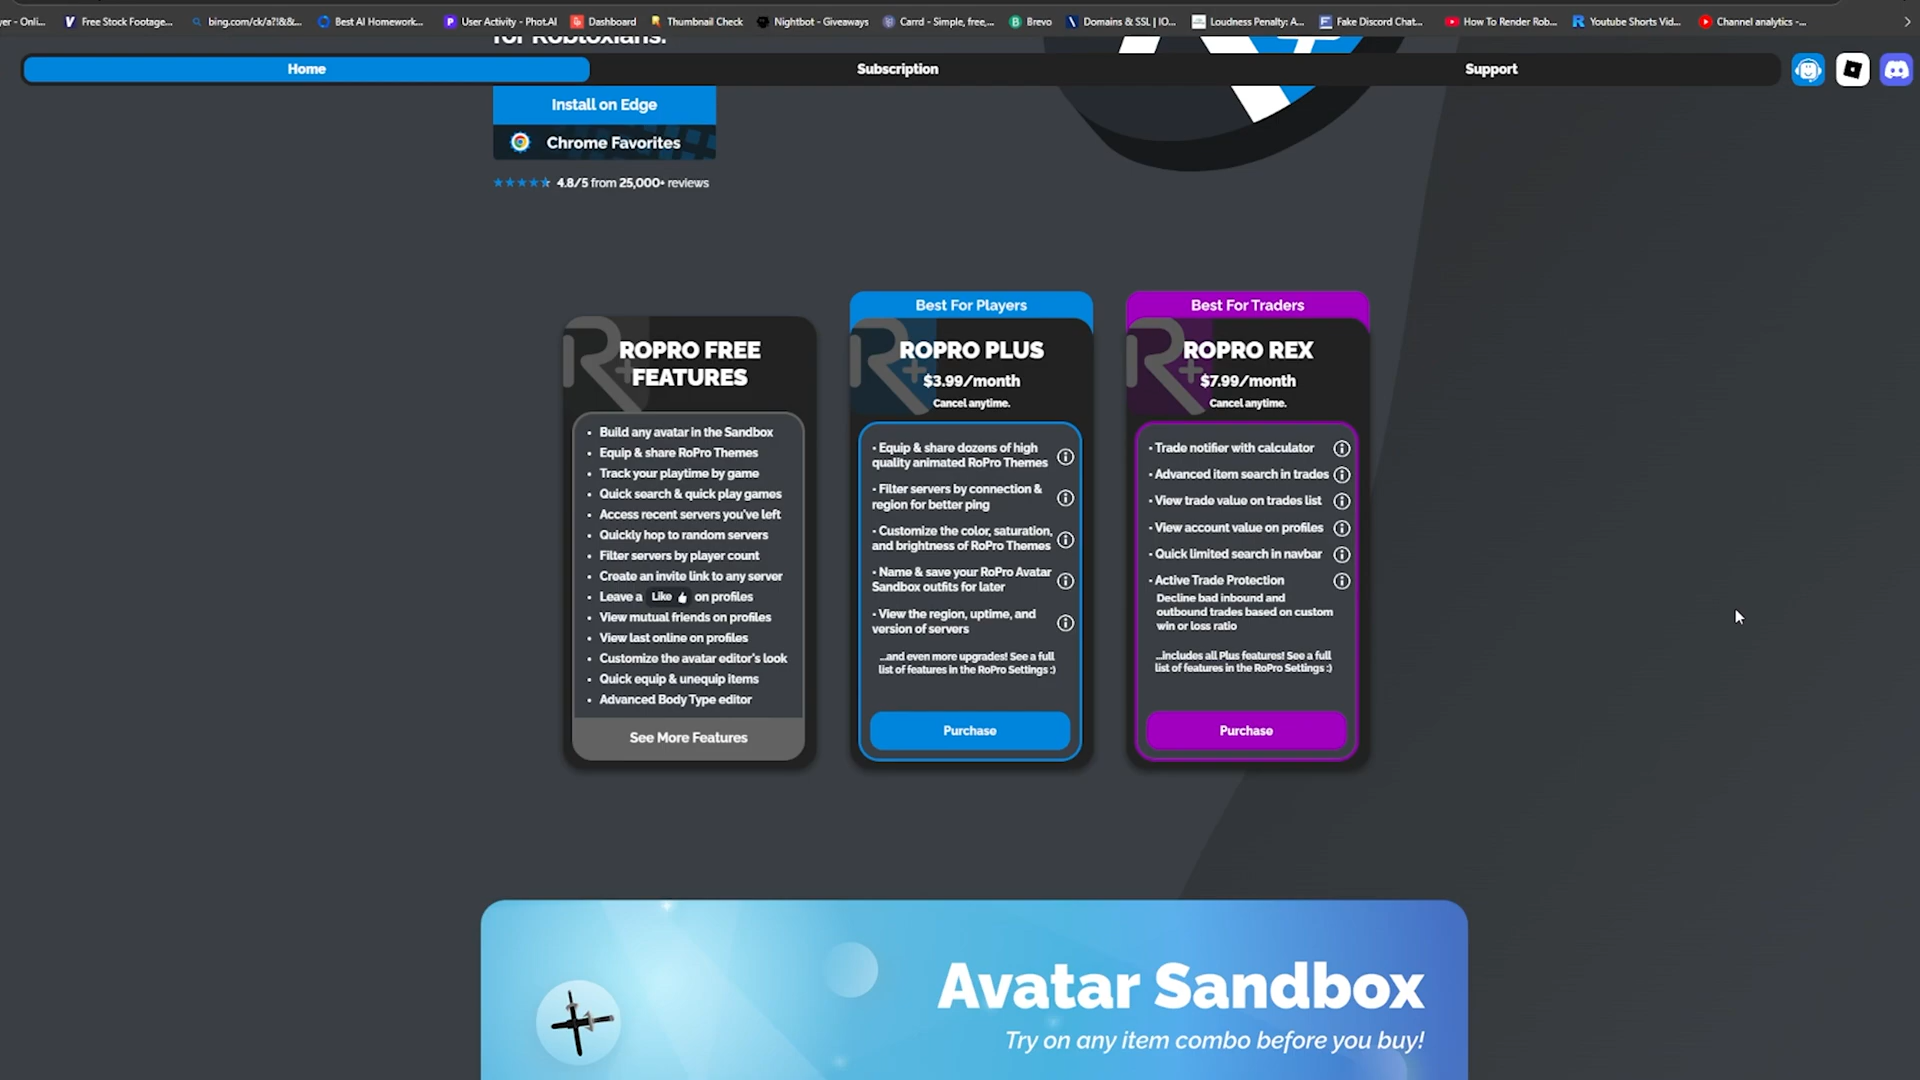 yer - Onli...
Free Stock Footage...
bing.com/ck/a?!&&...
Best AI Homework...
User Activity - Phot.AI
Dashboard
Thumbnail Check
Nightbot - Giveaways
Carrd - Simple, free,...
Brevo
Domains & SSL | IO...
Loudness Penalty: A...
Fake Discord Chat...
How To Render Rob...
Youtube Shorts Vid...
Channel analytics -...
for Robloxians.
Home
Subscription
Support
Install on Edge
Chrome Favorites
4.8/5 from 25,000+ reviews
ROPRO FREE
FEATURES
• Build any avatar in the Sandbox
• Equip & share RoPro Themes
• Track your playtime by game
• Quick search & quick play games
• Access recent servers you've left
• Quickly hop to random servers
• Filter servers by player count
• Create an invite link to any server
• Leave a Like on profiles
• View mutual friends on profiles
• View last online on profiles
• Customize the avatar editor's look
• Quick equip & unequip items
• Advanced Body Type editor
See More Features
Best For Players
ROPRO PLUS
$3.99/month
Cancel anytime.
• Equip & share dozens of high
quality animated RoPro Themes
• Filter servers by connection &
region for better ping
• Customize the color, saturation,
and brightness of RoPro Themes
• Name & save your RoPro Avatar
Sandbox outfits for later
• View the region, uptime, and
version of servers
...and even more upgrades! See a full
list of features in the RoPro Settings :)
Purchase
Best For Traders
ROPRO REX
$7.99/month
Cancel anytime.
• Trade notifier with calculator
• Advanced item search in trades
• View trade value on trades list
• View account value on profiles
• Quick limited search in navbar
• Active Trade Protection
Decline bad inbound and
outbound trades based on custom
win or loss ratio
...includes all Plus features! See a full
list of features in the RoPro Settings :)
Purchase
Avatar Sandbox
Try on any item combo before you buy!